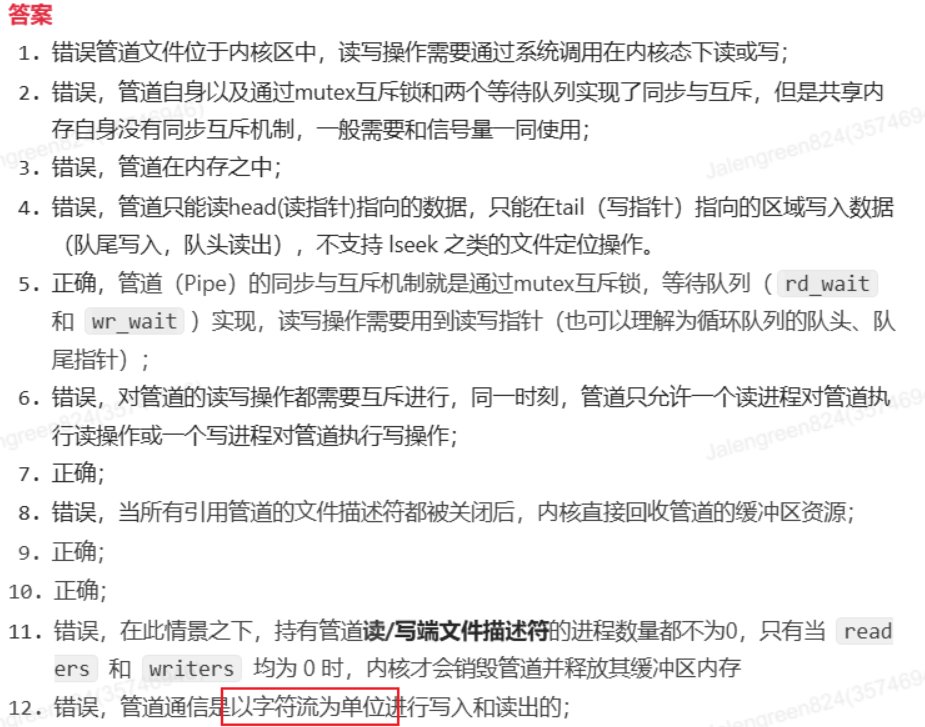 答案
1. 错误管道文件位于内核区中，读写操作需要通过系统调用在内核态下读或写；
2. 错误，管道自身以及通过mutex互斥锁和两个等待队列实现了同步与互斥，但是共享内
存自身没有同步互斥机制，一般需要和信号量一同使用；
3. 错误，管道在内存之中；
4. 错误，管道只能读head(读指针)指向的数据，只能在tail（写指针）指向的区域写入数据
（队尾写入，队头读出），不支持 lseek 之类的文件定位操作。
5. 正确，管道（Pipe）的同步与互斥机制就是通过mutex互斥锁，等待队列（ rd_wait
和 wr_wait ）实现，读写操作需要用到读写指针（也可以理解为循环队列的队头、队
尾指针）；
6. 错误，对管道的读写操作都需要互斥进行，同一时刻，管道只允许一个读进程对管道执
行读操作或一个写进程对管道执行写操作；
7. 正确；
8. 错误，当所有引用管道的文件描述符都被关闭后，内核直接回收管道的缓冲区资源；
9. 正确；
10. 正确；
11. 错误，在此情景之下，持有管道读/写端文件描述符的进程数量都不为0，只有当 read
ers 和 writers 均为 0 时，内核才会销毁管道并释放其缓冲区内存
12. 错误，管道通信是以字符流为单位进行写入和读出的；